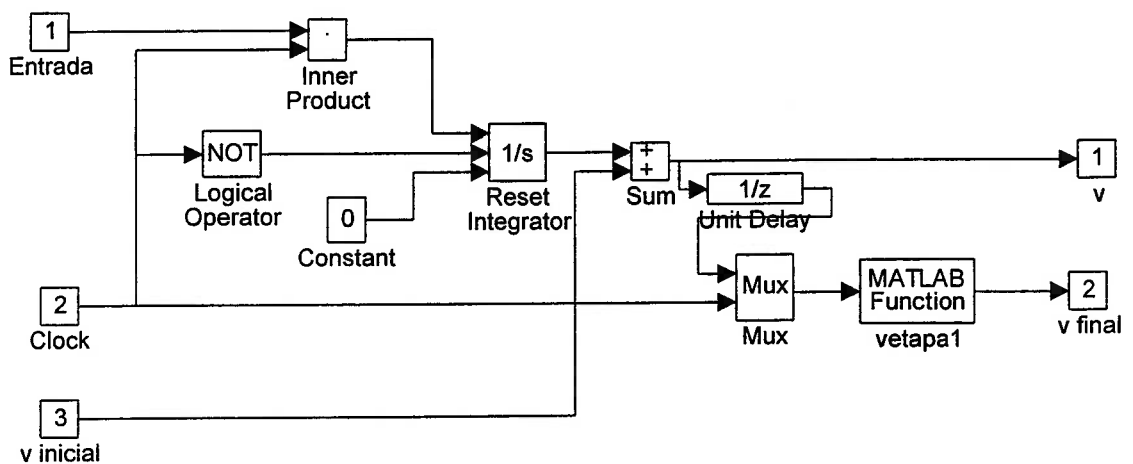 1
Entrada
.
Inner
Product
NOT
Logical
Operator
0
Constant
1/s
Reset
Integrator
+
+
Sum
1/z
Unit Delay
1
v
2
Clock
Mux
Mux
MATLAB
Function
vetapa1
2
v final
3
v inicial